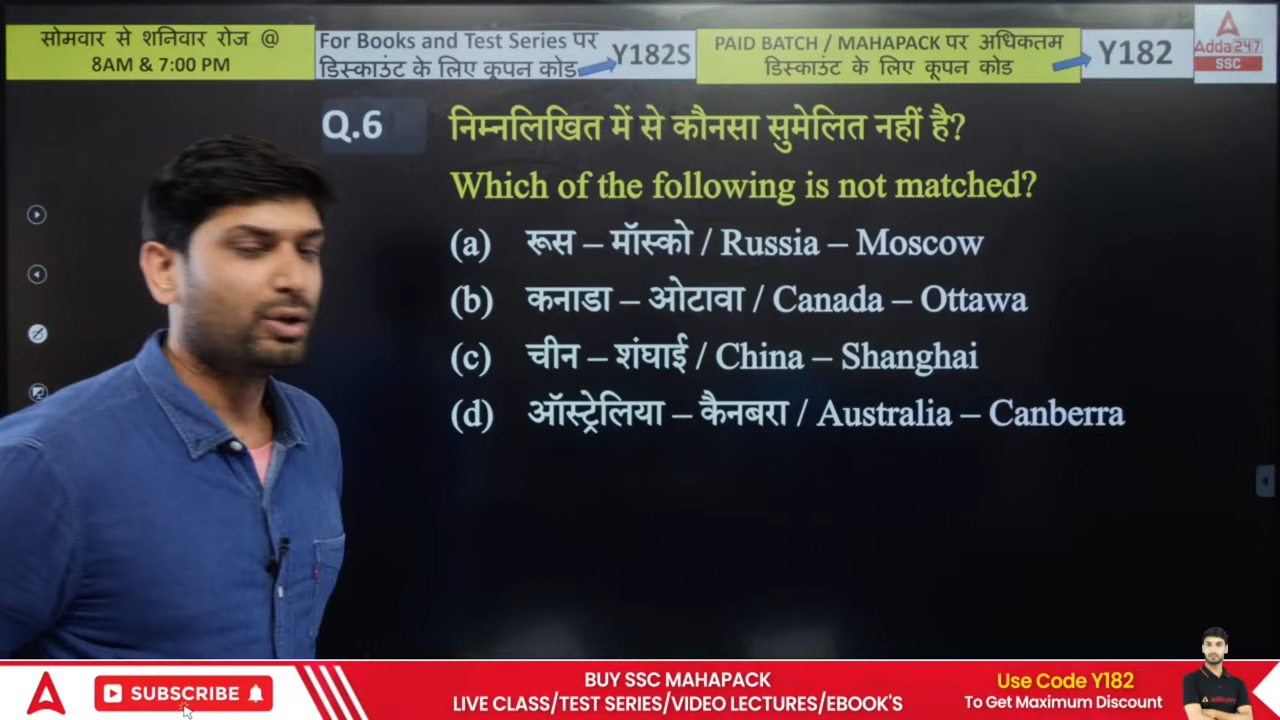 सोमवार से शनिवार रोज @
8AM & 7:00 PM
For Books and Test Series पर
डिस्काउंट के लिए कूपन कोड
Y182S
PAID BATCH / MAHAPACK पर अधिकतम
डिस्काउंट के लिए कूपन कोड
Y182
Adda247
SSC
Q.6
निम्नलिखित में से कौनसा सुमेलित नहीं है?
Which of the following is not matched?
(a) रूस – मॉस्को / Russia – Moscow
(b) कनाडा – ओटावा / Canada – Ottawa
(c) चीन – शंघाई / China – Shanghai
(d) ऑस्ट्रेलिया – कैनबरा / Australia – Canberra
SUBSCRIBE
BUY SSC MAHAPACK
LIVE CLASS/TEST SERIES/VIDEO LECTURES/EBOOK'S
Use Code Y182
To Get Maximum Discount